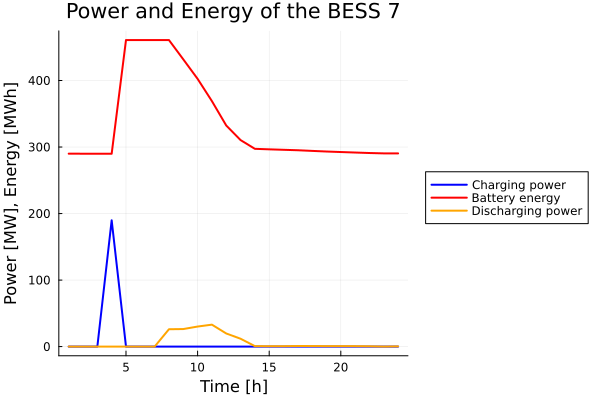 Power and Energy of the BESS 7
Power [MW], Energy [MWh]
400
300
200
100
0
5
10
15
20
Time [h]
Charging power
Battery energy
Discharging power